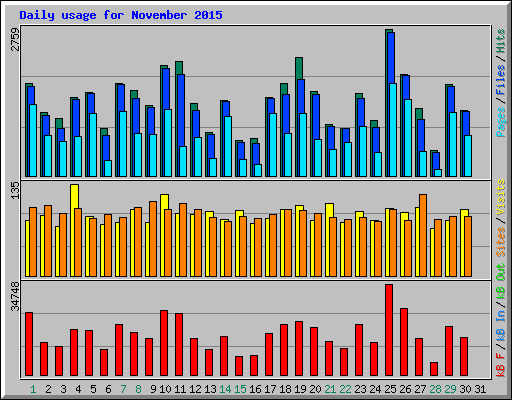 Daily usage for November 2015
2759
Pages / Files / Hits
135
Sites / Visits
34748
kB F / kB In / kB Out
1 2 3 4 5 6 7 8 9 10 11 12 13 14 15 16 17 18 19 20 21 22 23 24 25 26 27 28 29 30 31